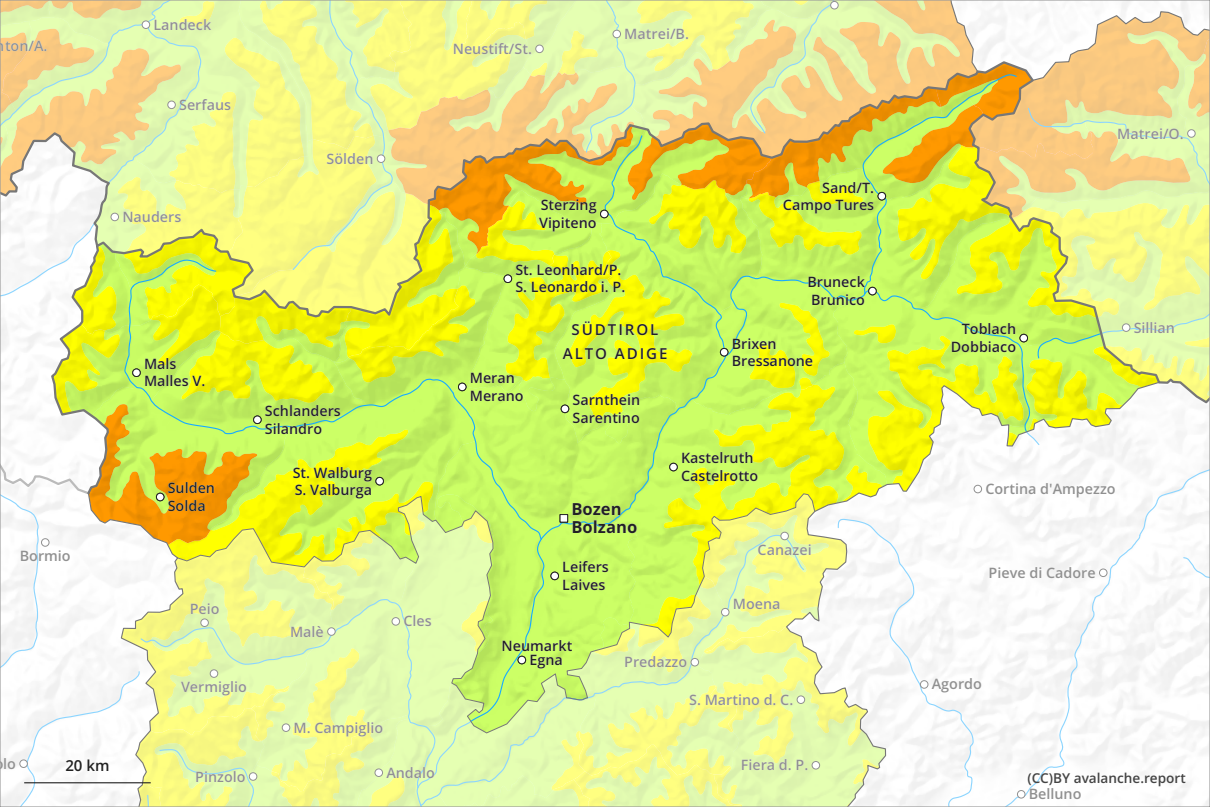 Landeck
nton/A.
Neustift/St.
Matrei/B.
Serfaus
Matrei/O.
Sölden
Nauders
Sand/T.
Campo Tures
Sterzing
Vipiteno
St. Leonhard/P.
S. Leonardo i. P.
Bruneck
Brunico
SÜDTIROL
ALTO ADIGE
Toblach
Dobbiaco
Sillian
Brixen
Bressanone
Mals
Malles V.
Meran
Merano
Schlanders
Silandro
Sarnthein
Sarentino
Kastelruth
Castelrotto
St. Walburg
S. Valburga
Sulden
Solda
Cortina d'Ampezzo
Bozen
Bolzano
Bormio
Canazei
Leifers
Laives
Pieve di Cadore
Peio
Moena
Cles
Malè
Neumarkt
Egna
Predazzo
Vermiglio
Agordo
S. Martino d. C.
M. Campiglio
olo
20 km
Pinzolo
Andalo
Fiera d. P.
(CC)BY avalanche.report
Belluno